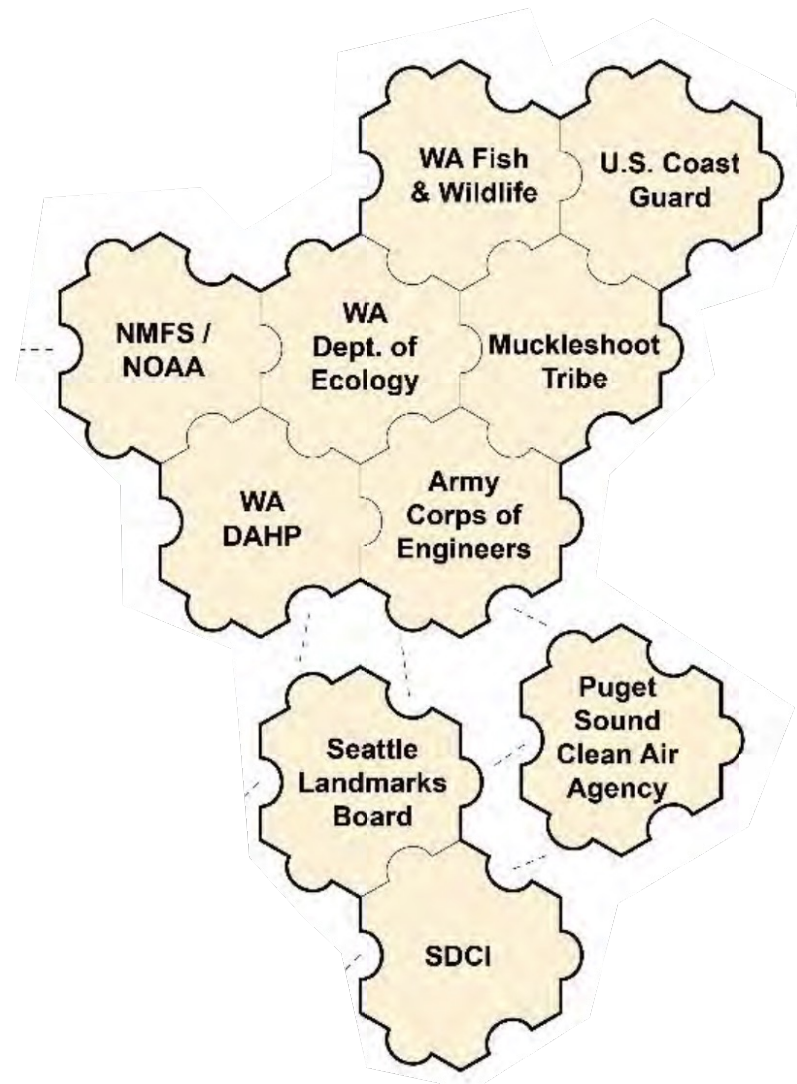 WA Fish
& Wildlife
U.S. Coast
Guard
NMFS /
NOAA
WA
Dept. of
Ecology
Muckleshoot
Tribe
WA
DAHP
Army
Corps of
Engineers
Seattle
Landmarks
Board
Puget
Sound
Clean Air
Agency
SDCI